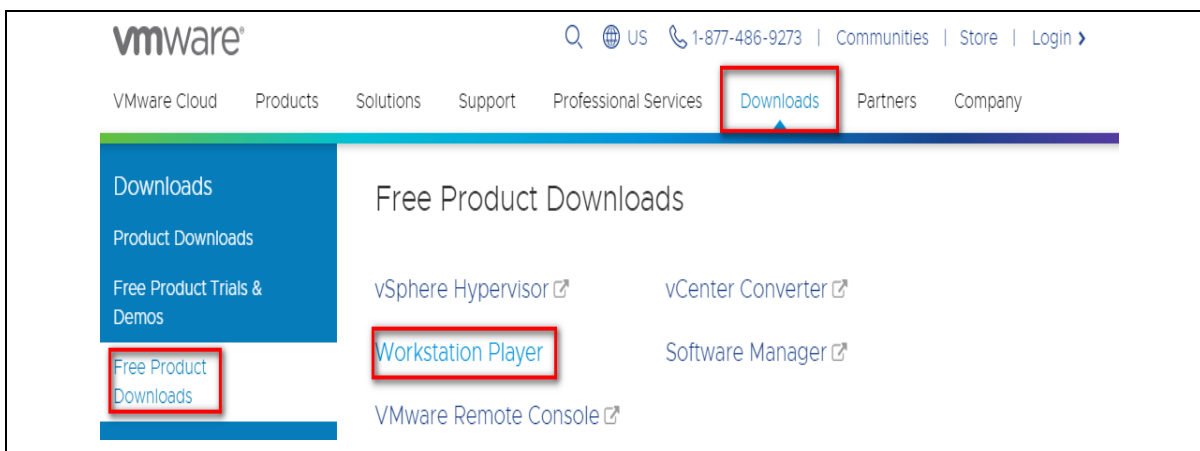 vmware®
US 1-877-486-9273 | Communities | Store | Login >
VMware Cloud Products Solutions Support Professional Services Downloads Partners Company
Downloads
Product Downloads
Free Product Trials &
Demos
Free Product
Downloads
Free Product Downloads
vSphere Hypervisor vCenter Converter
Workstation Player Software Manager
VMware Remote Console